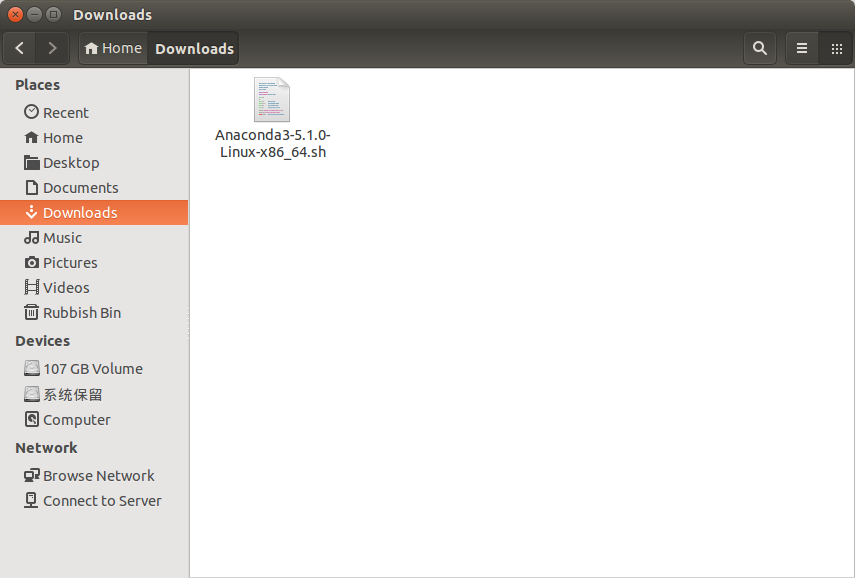 Downloads
Home
Downloads
Places
Recent
Home
Desktop
Documents
Downloads
Music
Pictures
Videos
Rubbish Bin
Devices
107 GB Volume
系统保留
Computer
Network
Browse Network
Connect to Server
Anaconda3-5.1.0-
Linux-x86_64.sh